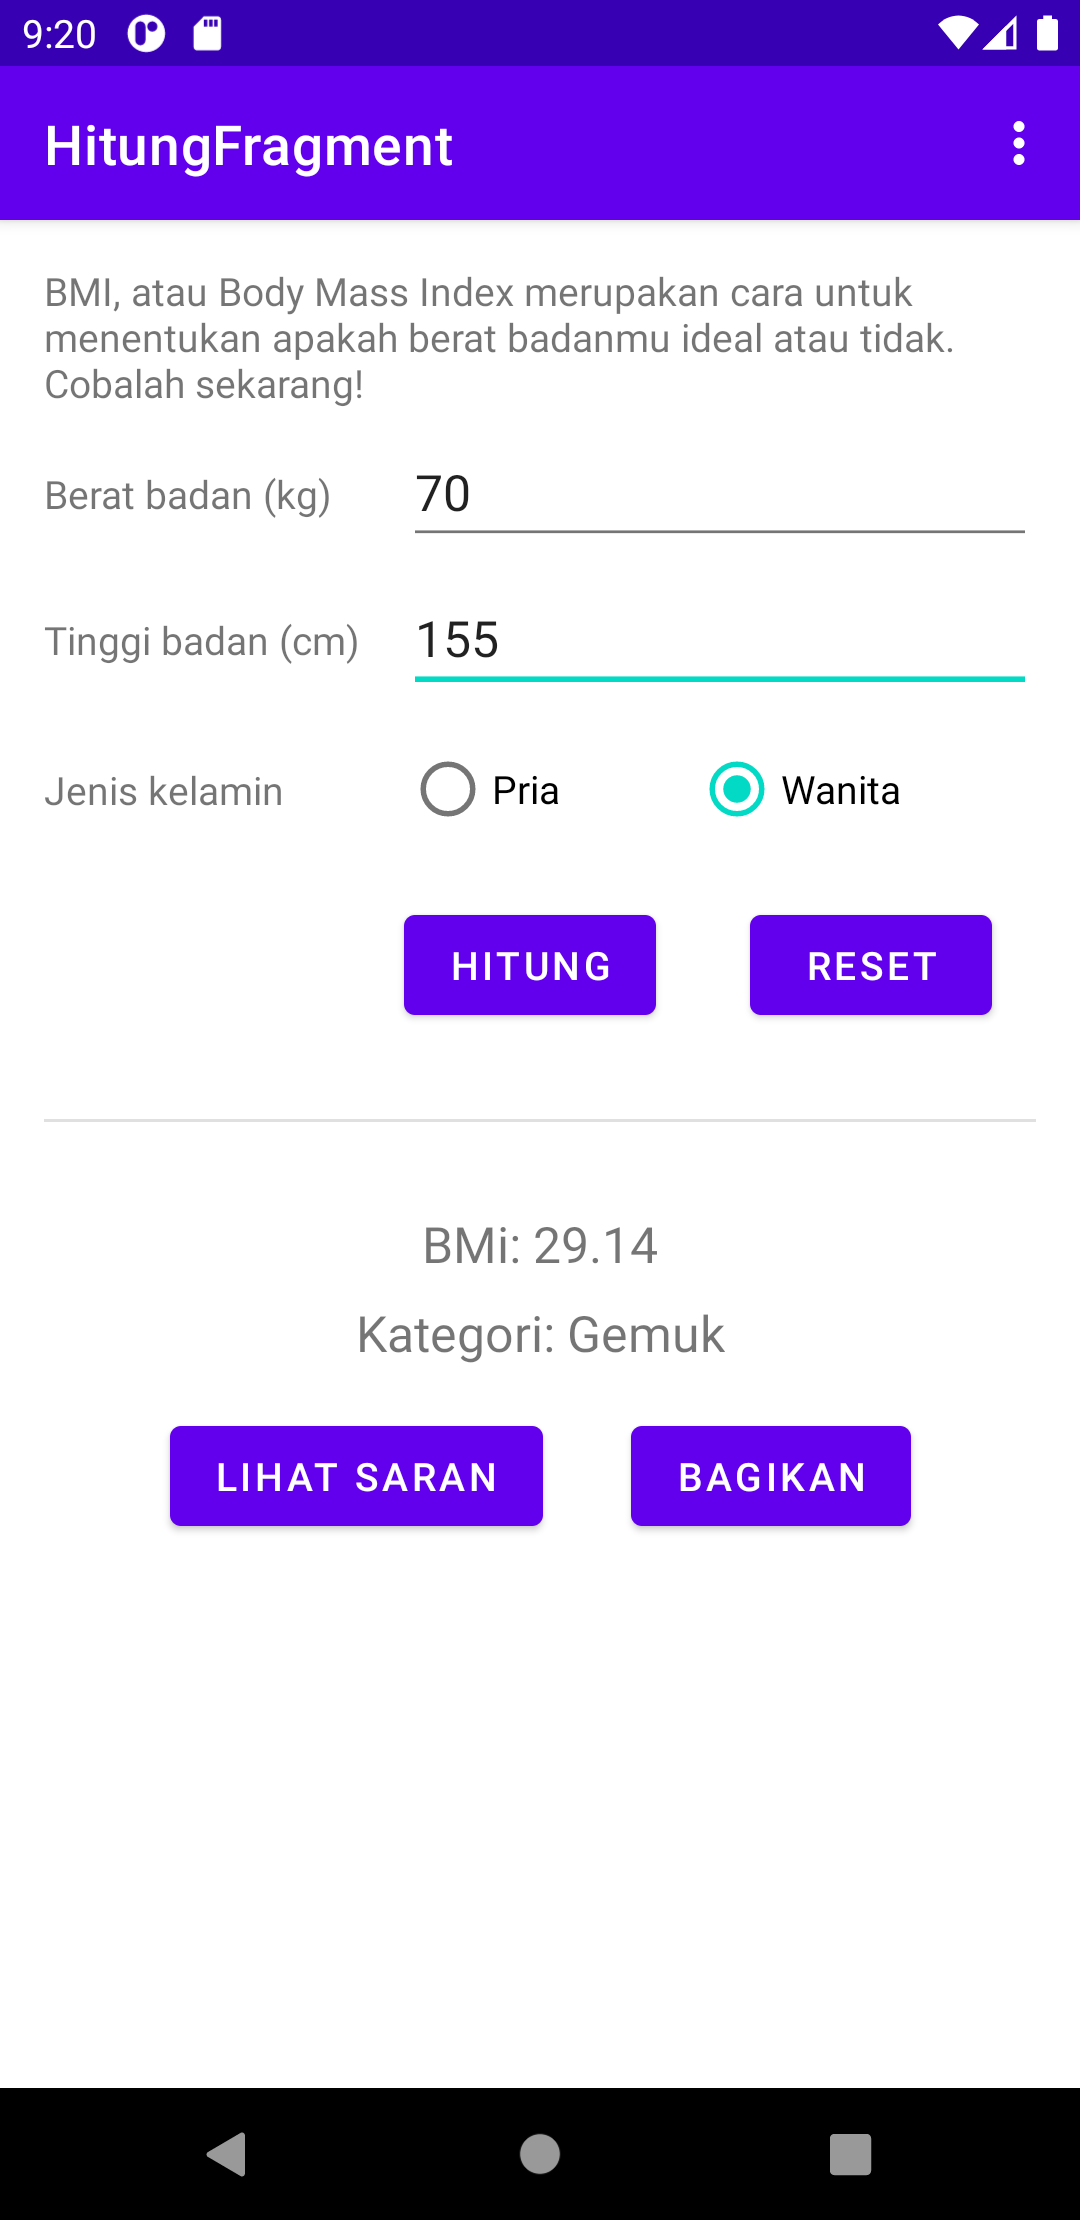 9:20
HitungFragment
BMI, atau Body Mass Index merupakan cara untuk
menentukan apakah berat badanmu ideal atau tidak.
Cobalah sekarang!
Berat badan (kg) 70
Tinggi badan (cm) 155
Jenis kelamin Pria Wanita
HITUNG RESET
BMi: 29.14
Kategori: Gemuk
LIHAT SARAN BAGIKAN